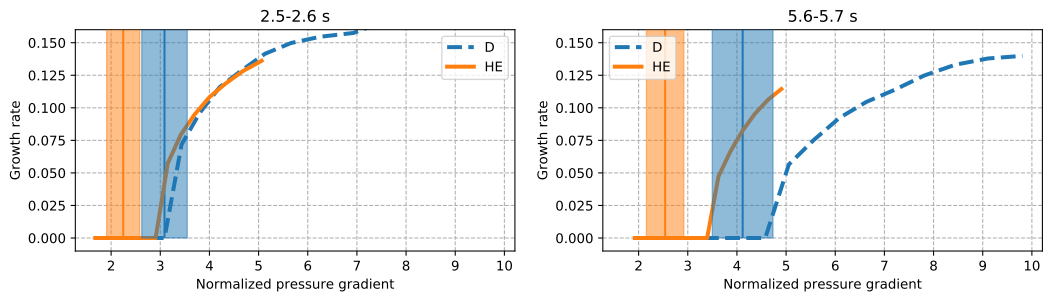 2.5-2.6 s
0.150
0.125
0.100
0.075
0.050
0.025
0.000
Growth rate
D
HE
2 3 4 5 6 7 8 9 10
Normalized pressure gradient
5.6-5.7 s
0.150
0.125
0.100
0.075
0.050
0.025
0.000
Growth rate
D
HE
2 3 4 5 6 7 8 9 10
Normalized pressure gradient